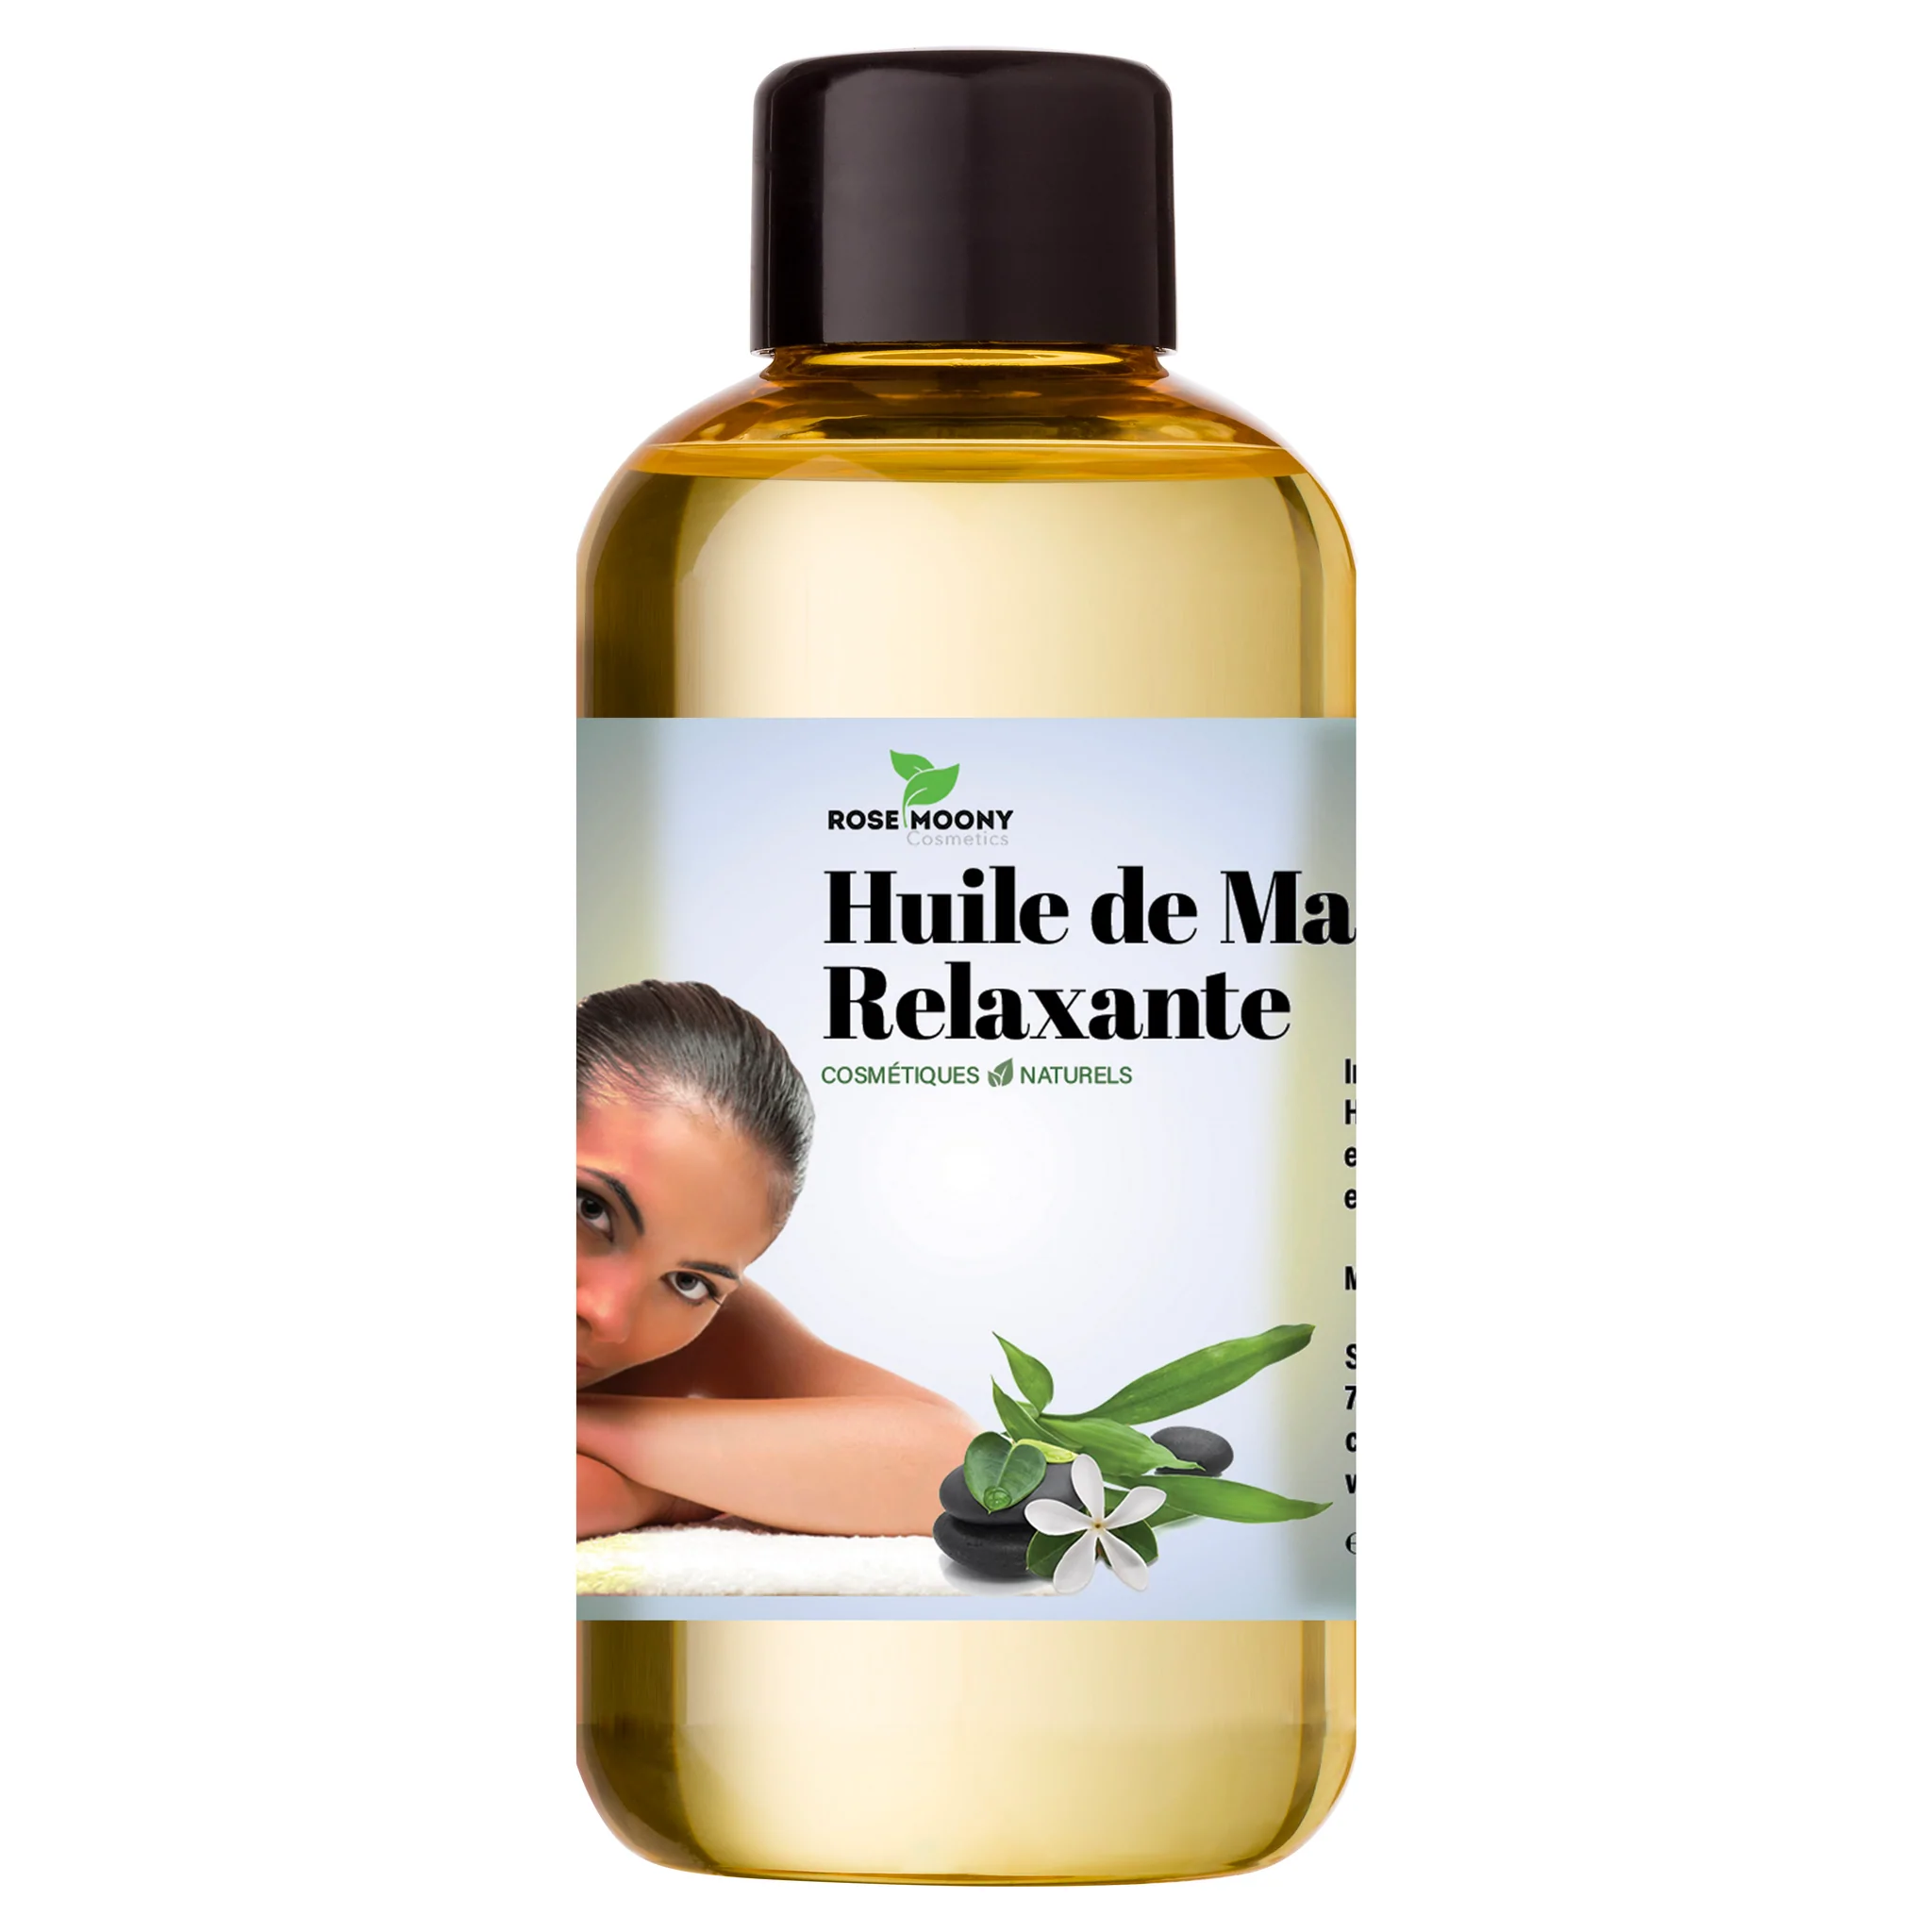 ROSE MOONY
Cosmetics
Huile de Ma
Relaxante
COSMÉTIQUES NATURELS